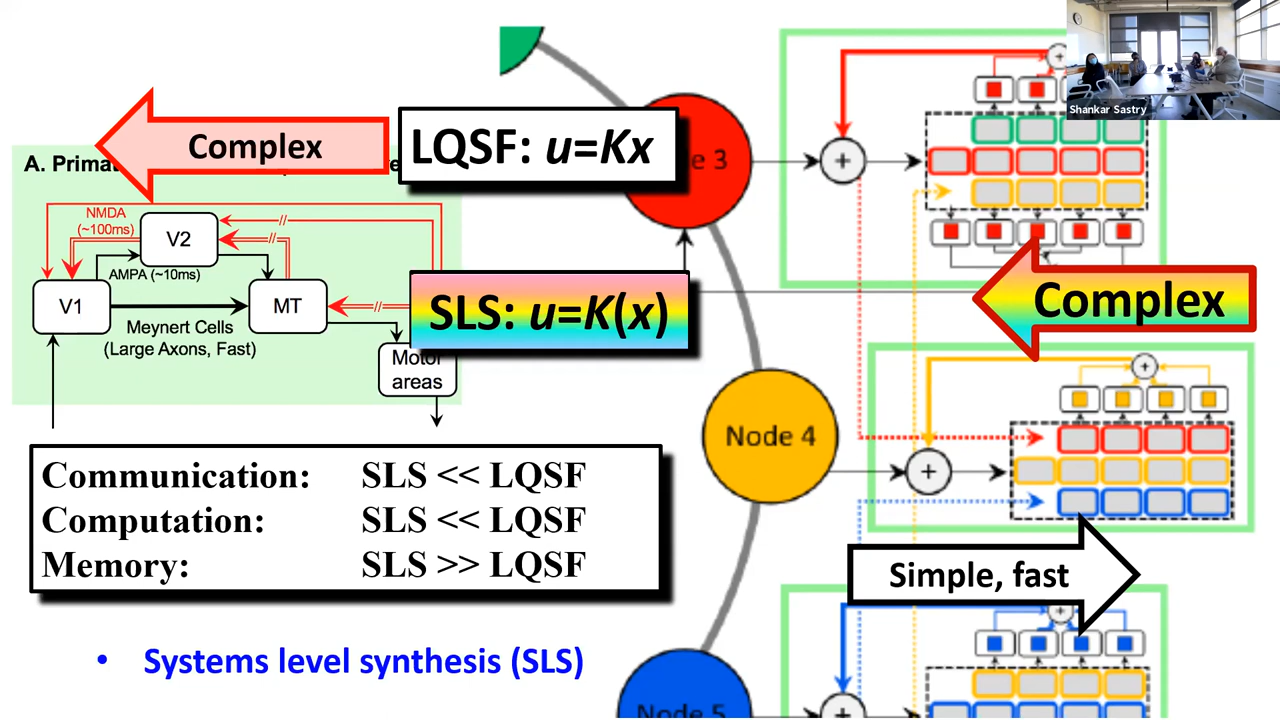 Shankar Sastry
Complex
LQSF: u=Kx
e 3
A. Primat
NMDA
(~100ms)
V2
AMPA (~10ms)
V1
MT
Meynert Cells
(Large Axons, Fast)
Motor
areas
SLS: u=K(x)
Complex
Node 4
Communication: SLS << LQSF
Computation: SLS << LQSF
Memory: SLS >> LQSF
Simple, fast
• Systems level synthesis (SLS)
Node 5